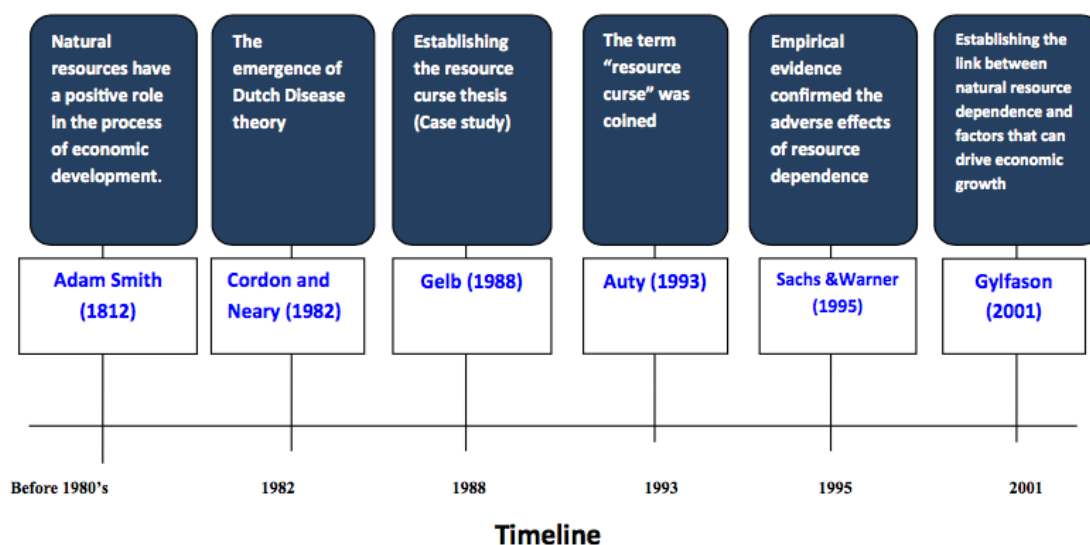 Natural
resources have
a positive role
in the process
of economic
development.
The
emergence of
Dutch Disease
theory
Establishing
the resource
curse thesis
(Case study)
The term
“resource
curse” was
coined
Empirical
evidence
confirmed the
adverse effects
of resource
dependence
Establishing the
link between
natural resource
dependence and
factors that can
drive economic
growth
Adam Smith
(1812)
Cordon and
Neary (1982)
Gelb (1988)
Auty (1993)
Sachs &Warner
(1995)
Gylfason
(2001)
Before 1980’s
1982
1988
1993
1995
2001
Timeline